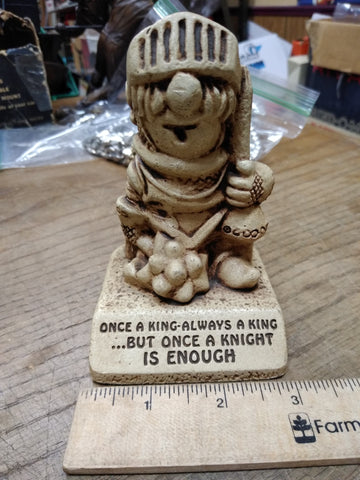 ONCE A KING-ALWAYS A KING
...BUT ONCE A KNIGHT
IS ENOUGH
1 2 3
Farm